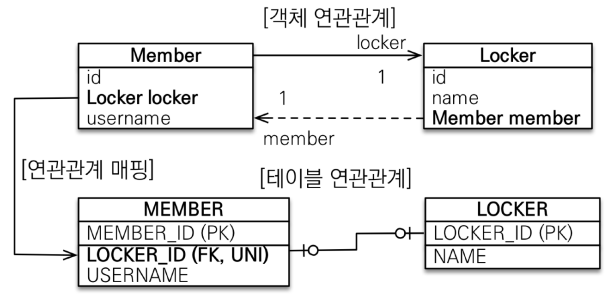 [객체 연관관계]
locker
Member
Locker
id
Locker locker
username
1
1
id
name
Member member
member
[연관관계 매핑]
[테이블 연관관계]
MEMBER
MEMBER_ID (PK)
LOCKER_ID (FK, UNI)
USERNAME
LOCKER
LOCKER_ID (PK)
NAME